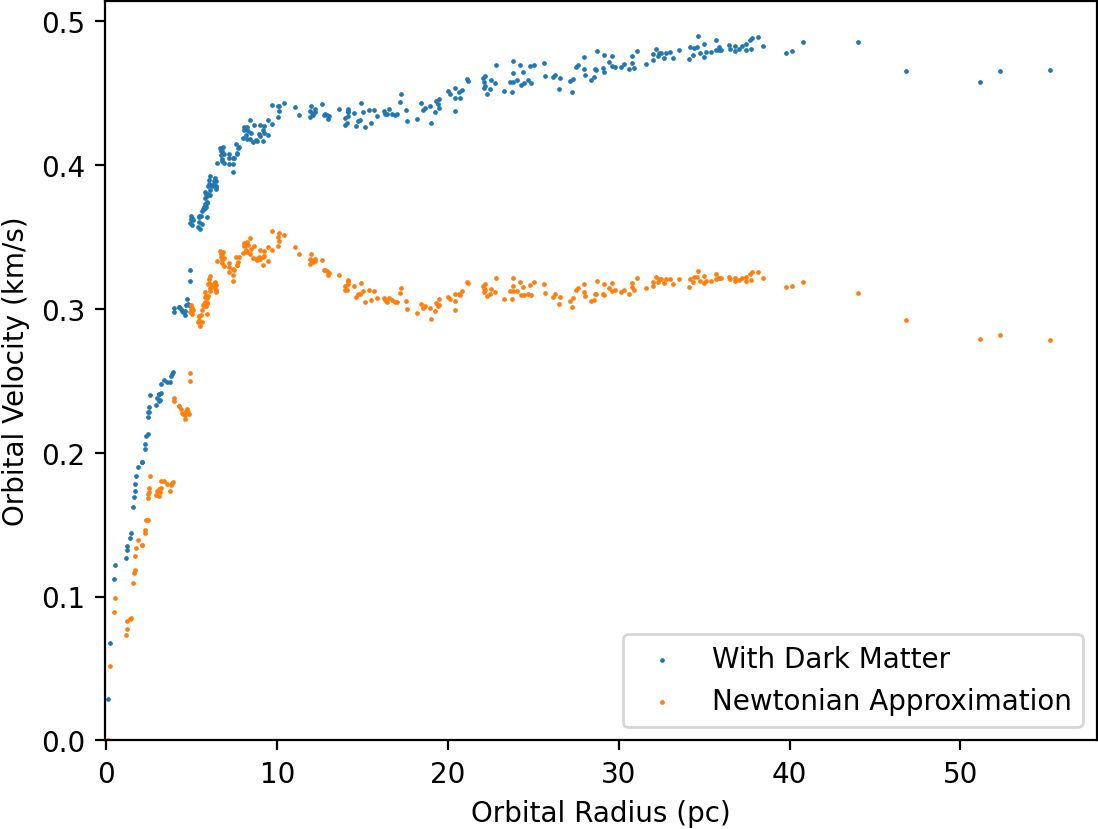 0.5
0.4
0.3
0.2
0.1
0.0
Orbital Velocity (km/s)
With Dark Matter
Newtonian Approximation
0 10 20 30 40 50
Orbital Radius (pc)